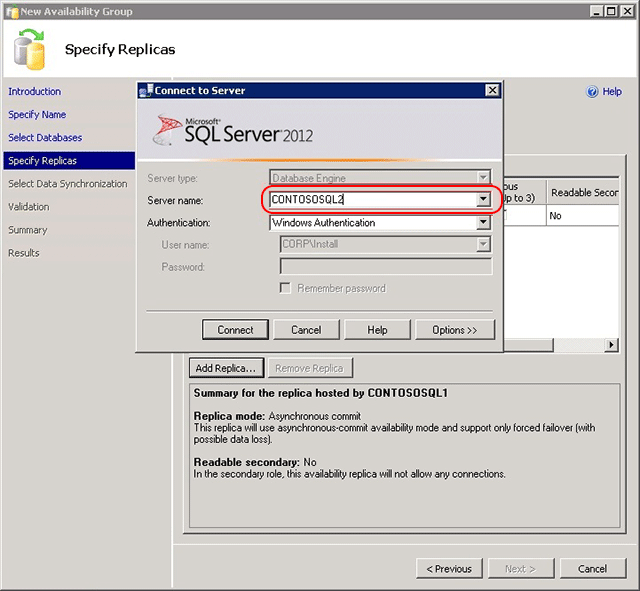 New Availability Group
Specify Replicas
Introduction
Specify Name
Select Databases
Specify Replicas
Select Data Synchronization
Validation
Summary
Results
Help
Connect to Server
Microsoft
SQL Server 2012
Server type: Database Engine
Server name: CONTOSOSQL2
Authentication: Windows Authentication
User name: CORP\Install
Password:
Remember password
Connect Cancel Help Options >>
Readable Secon
p to 3)
No
Add Replica... Remove Replica
Summary for the replica hosted by CONTOSOSQL1
Replica mode: Asynchronous commit
This replica will use asynchronous-commit availability mode and support only forced failover (with
possible data loss).
Readable secondary: No
In the secondary role, this availability replica will not allow any connections.
< Previous Next > Cancel